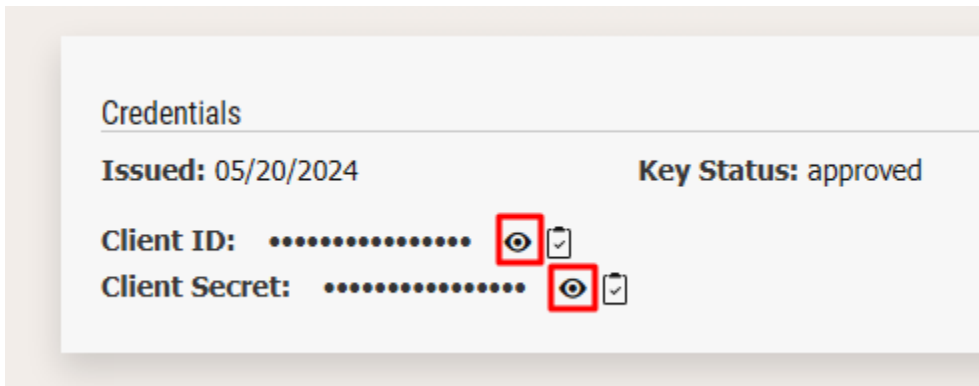 Credentials
Issued: 05/20/2024 Key Status: approved
Client ID: ••••••••••••••••
Client Secret: ••••••••••••••••